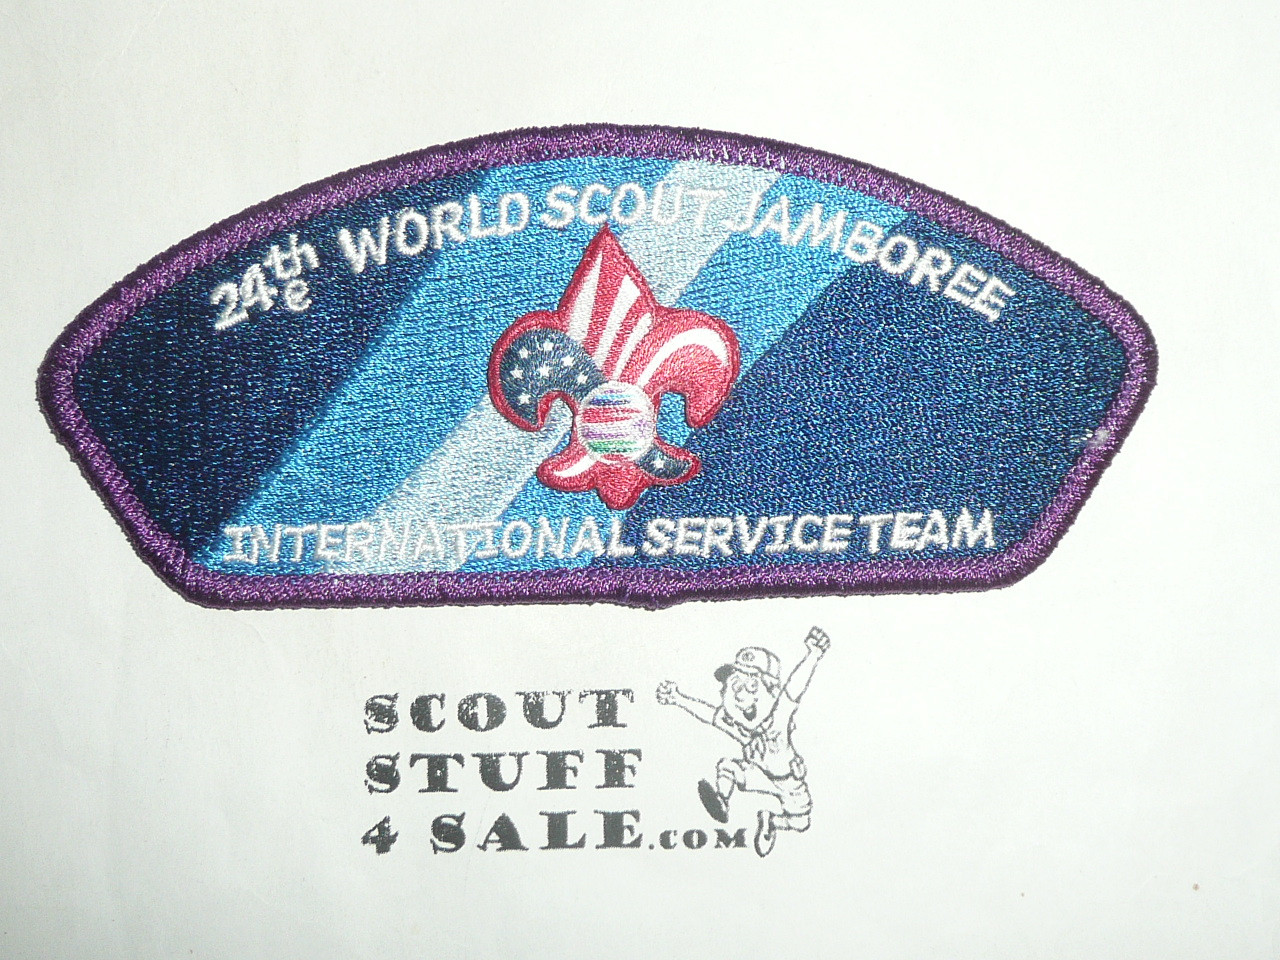 24th/e WORLD SCOUT JAMBOREE
INTERNATIONAL SERVICE TEAM
SCOUT
STUFF
4 SALE.COM